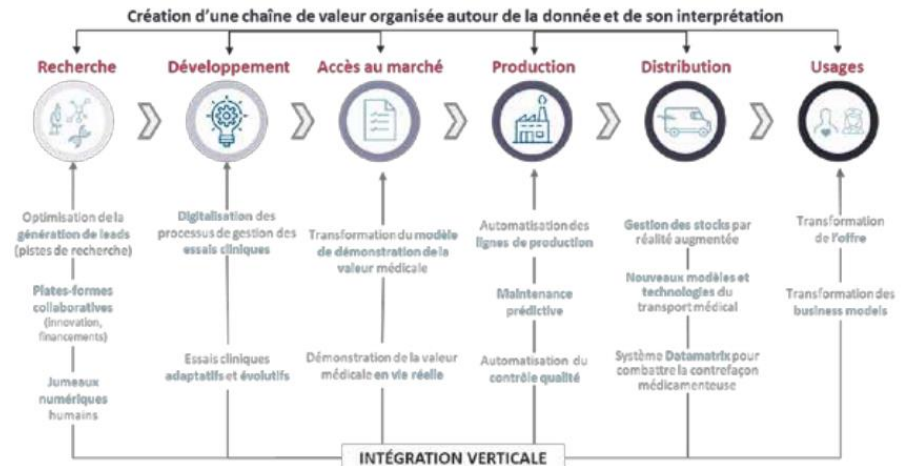 Création d’une chaîne de valeur organisée autour de la donnée et de son interprétation
Recherche
Développement
Accès au marché
Production
Distribution
Usages
Optimisation de la
génération de leads
(pistes de recherche)
Plates-formes
collaboratives
(innovation,
financements)
Jumeaux
numériques
humains
Digitalisation des
processus de gestion des
essais cliniques
Essais cliniques
adaptatifs et évolutifs
Transformation du modèle
de démonstration de la
valeur médicale
Démonstration de la valeur
médicale en vie réelle
Automatisation des
lignes de production
Maintenance
prédictive
Automatisation du
contrôle qualité
Gestion des stocks par
réalité augmentée
Nouveaux modèles et
technologies du
transport médical
Système Datamatrix pour
combattre la contrefaçon
médicamenteuse
Transformation
de l’offre
Transformation des
business models
INTÉGRATION VERTICALE